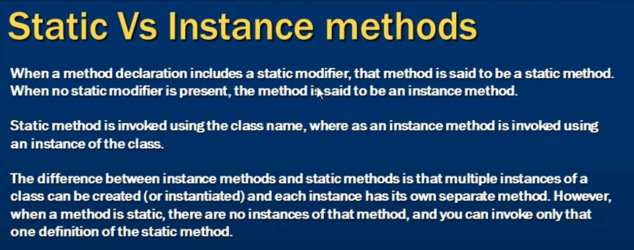 Static Vs Instance methods
When a method declaration includes a static modifier, that method is said to be a static method.
When no static modifier is present, the method is said to be an instance method.
Static method is invoked using the class name, where as an instance method is invoked using
an instance of the class.
The difference between instance methods and static methods is that multiple instances of a
class can be created (or instantiated) and each instance has its own separate method. However,
when a method is static, there are no instances of that method, and you can invoke only that
one definition of the static method.